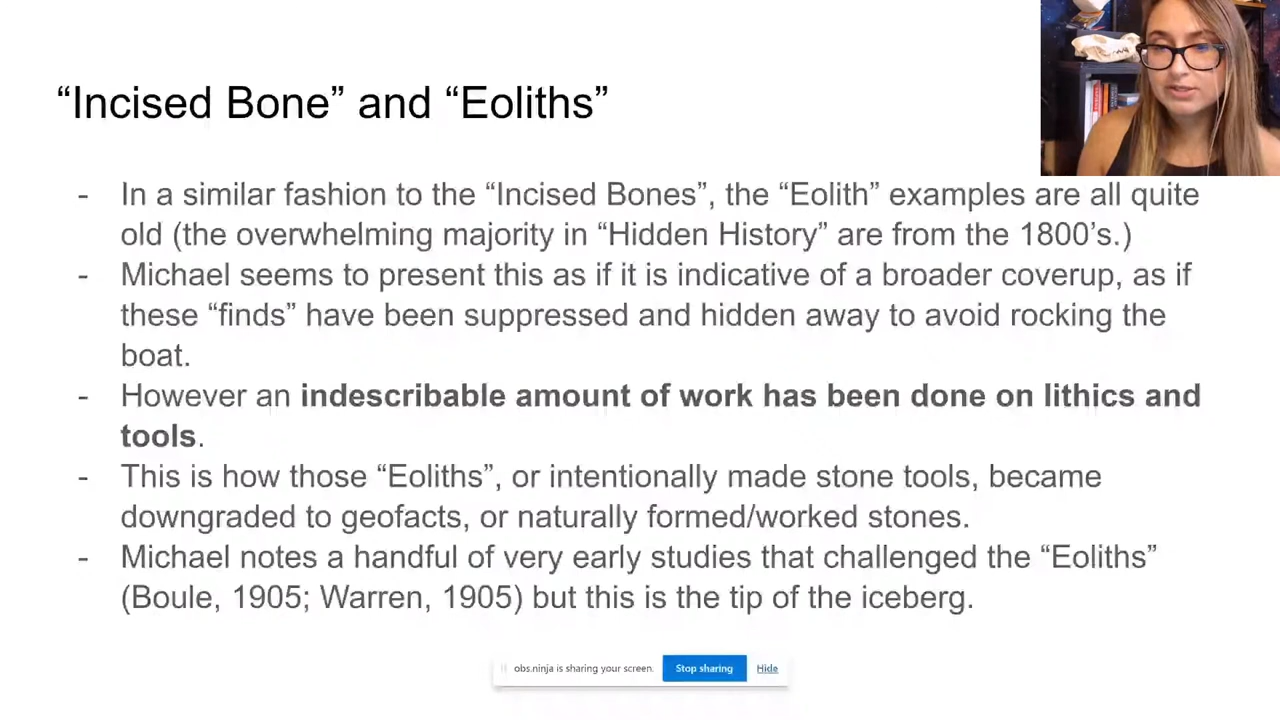 “Incised Bone” and “Eoliths”
- In a similar fashion to the “Incised Bones”, the “Eolith” examples are all quite
old (the overwhelming majority in “Hidden History” are from the 1800’s.)
- Michael seems to present this as if it is indicative of a broader coverup, as if
these “finds” have been suppressed and hidden away to avoid rocking the
boat.
- However an indescribable amount of work has been done on lithics and
tools.
- This is how those “Eoliths”, or intentionally made stone tools, became
downgraded to geofacts, or naturally formed/worked stones.
- Michael notes a handful of very early studies that challenged the “Eoliths”
(Boule, 1905; Warren, 1905) but this is the tip of the iceberg.
obs.ninja is sharing your screen. Stop sharing Hide